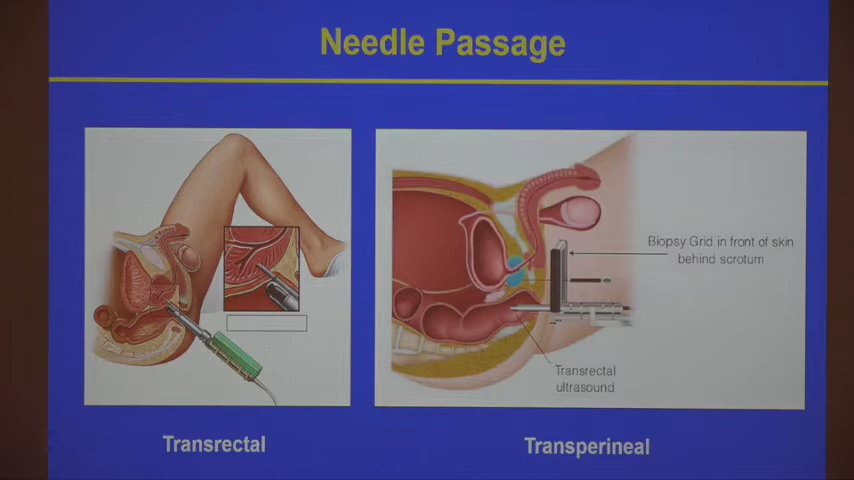 Needle Passage
Biopsy Grid in front of skin
behind scrotum
Transrectal
ultrasound
Transrectal
Transperineal